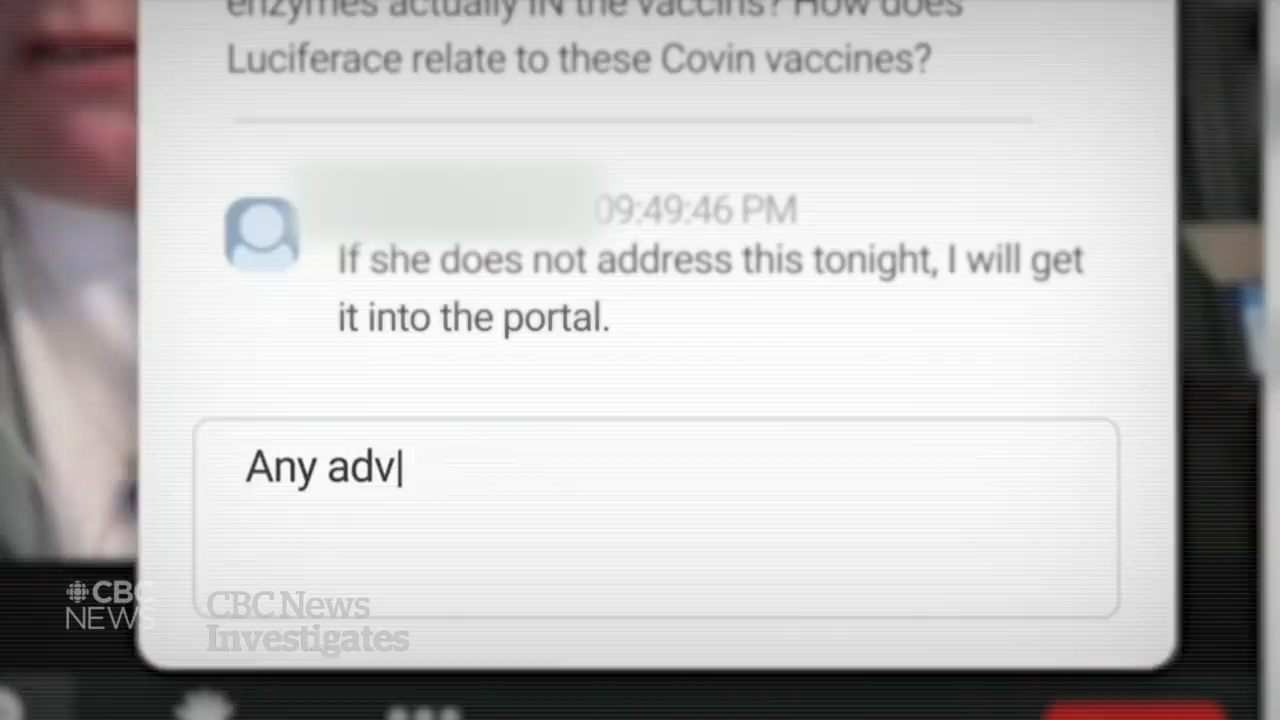 enzymes actually IN the vaccins? How does
Luciferace relate to these Covin vaccines?
09:49:46 PM
If she does not address this tonight, I will get
it into the portal.
Any adv
CBC
NEWS
CBC News
Investigates